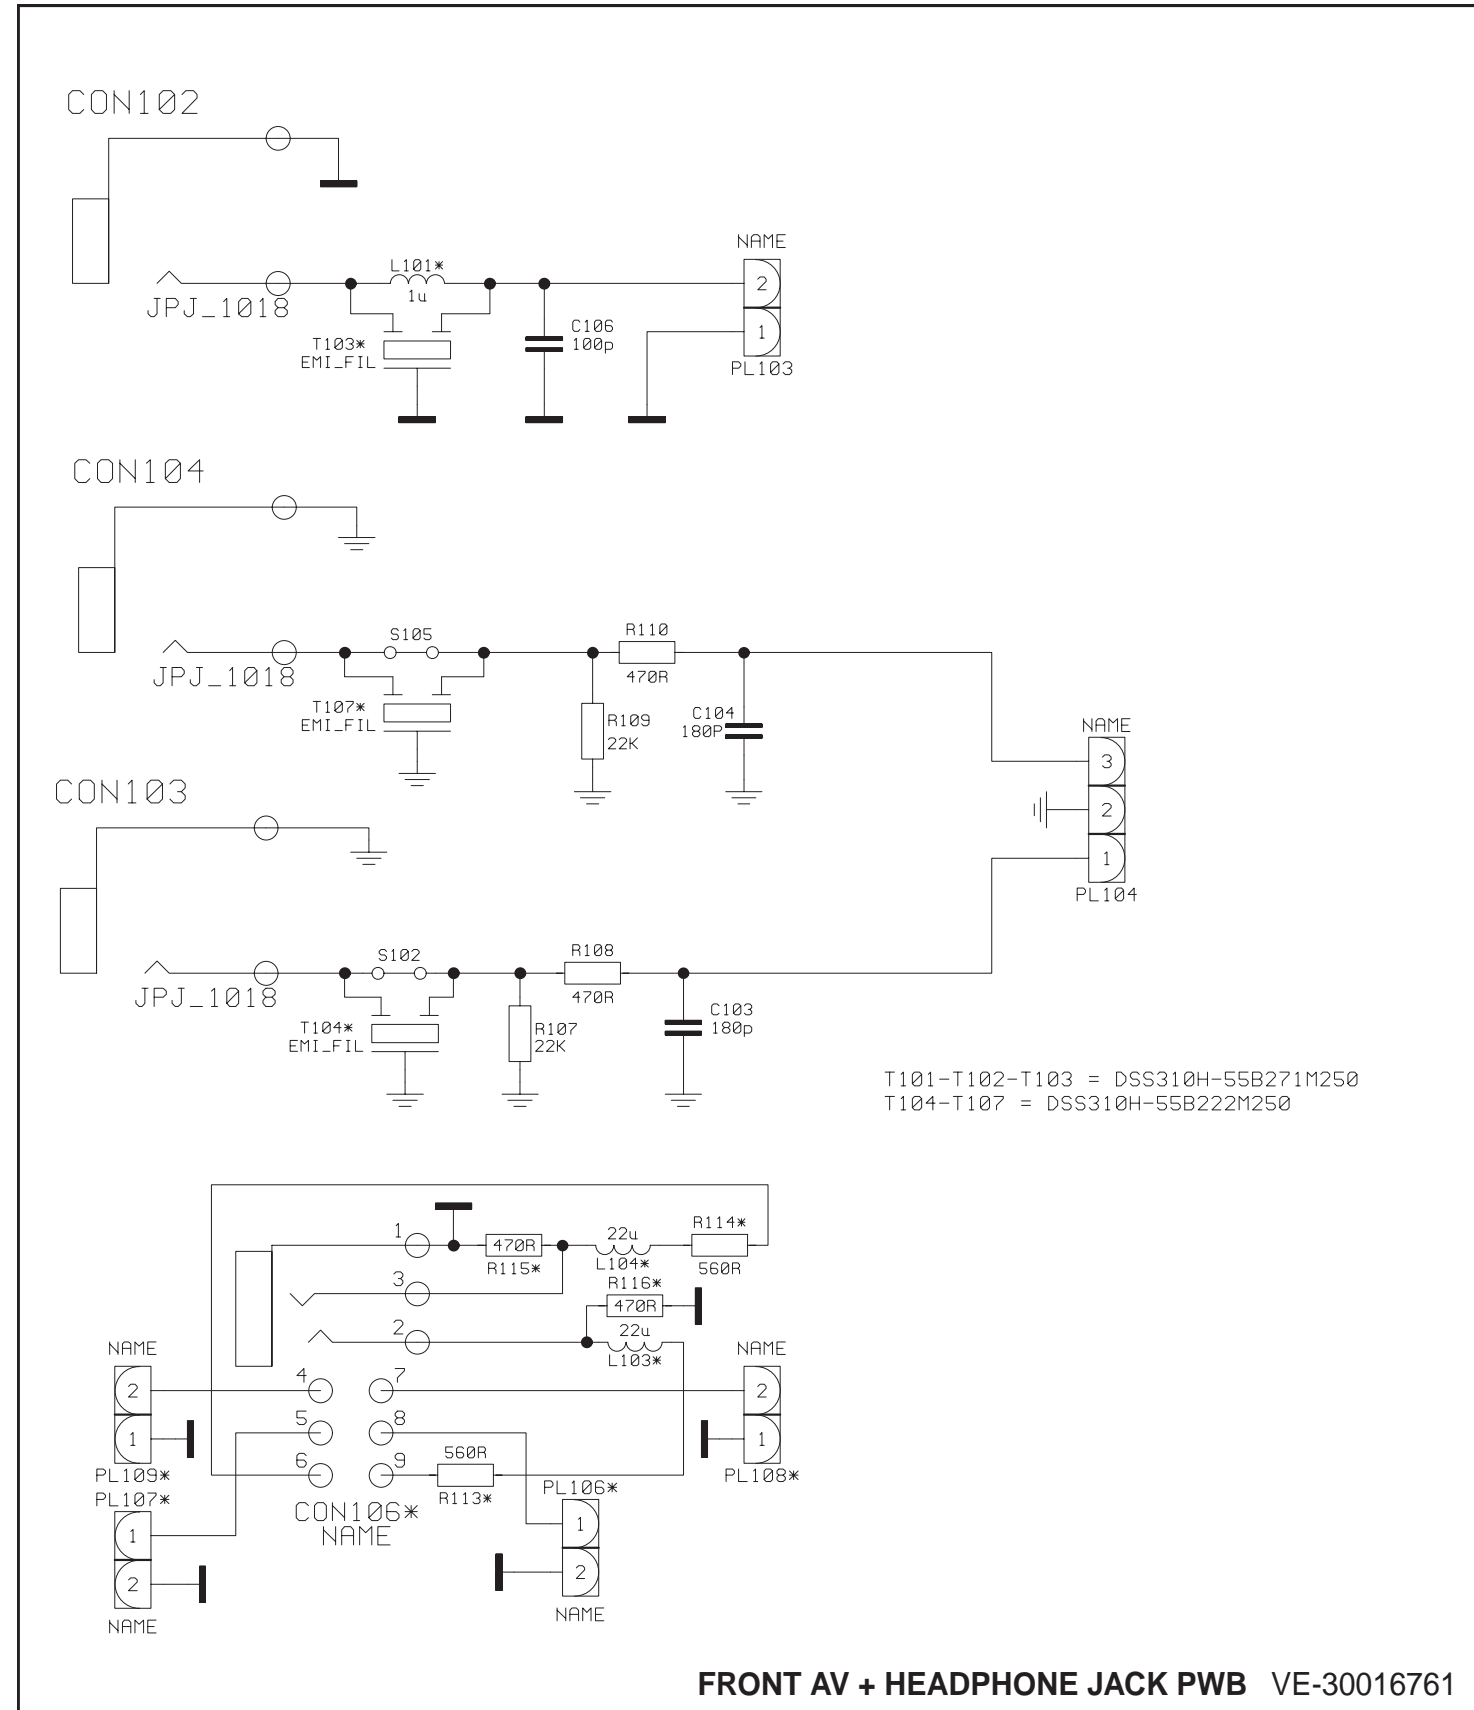 CON102
NAME
L101*
1u
2
JPJ_1018
C106
100p
1
T103*
EMI_FIL
PL103
CON104
S105
R110
470R
JPJ_1018
T107*
EMI_FIL
R109
22K
C104
180P
NAME
3
2
1
PL104
CON103
S102
R108
470R
JPJ_1018
T104*
EMI_FIL
R107
22K
C103
180p
T101-T102-T103 = DSS310H-55B271M250
T104-T107 = DSS310H-55B222M250
1
470R
R115*
22u
L104*
R114*
560R
3
R116*
470R
2
22u
L103*
NAME
2
1
PL109*
4
5
6
7
8
9
NAME
2
1
PL108*
560R
R113*
CON106*
NAME
PL107*
1
2
NAME
PL106*
1
2
NAME
FRONT AV + HEADPHONE JACK PWB VE-30016761